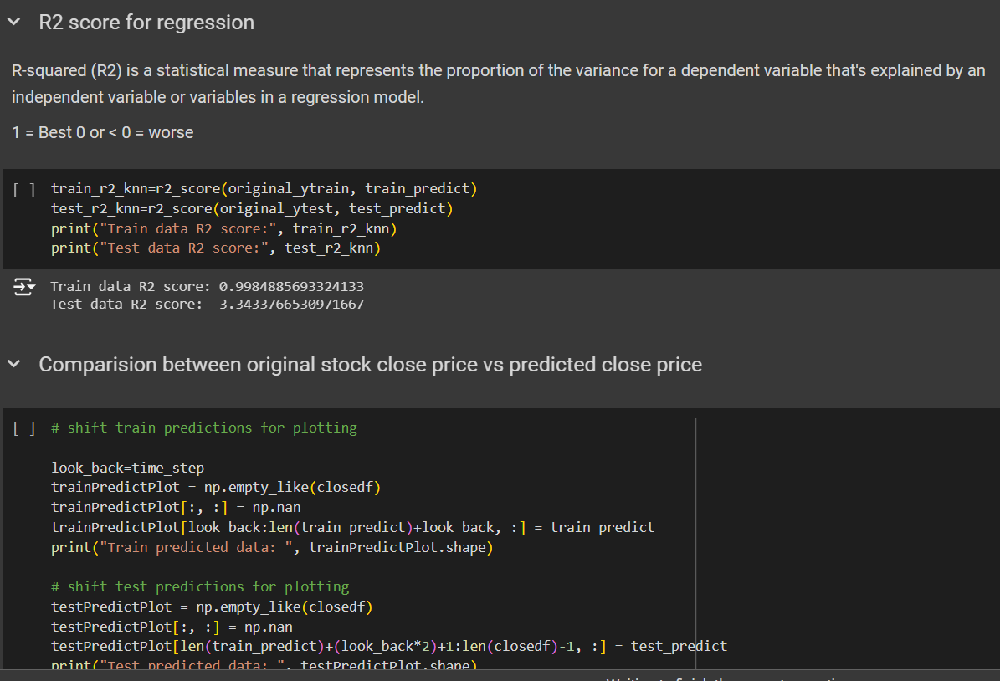 R2 score for regression
R-squared (R2) is a statistical measure that represents the proportion of the variance for a dependent variable that's explained by an
independent variable or variables in a regression model.
1 = Best 0 or < 0 = worse
[ ] train_r2_knn=r2_score(original_ytrain, train_predict)
test_r2_knn=r2_score(original_ytest, test_predict)
print("Train data R2 score:", train_r2_knn)
print("Test data R2 score:", test_r2_knn)
Train data R2 score: 0.9984885693324133
Test data R2 score: -3.3433766530971667
Comparision between original stock close price vs predicted close price
[ ] # shift train predictions for plotting
look_back=time_step
trainPredictPlot = np.empty_like(closedf)
trainPredictPlot[:, :] = np.nan
trainPredictPlot[look_back:len(train_predict)+look_back, :] = train_predict
print("Train predicted data: ", trainPredictPlot.shape)
# shift test predictions for plotting
testPredictPlot = np.empty_like(closedf)
testPredictPlot[:, :] = np.nan
testPredictPlot[len(train_predict)+(look_back*2)+1:len(closedf)-1, :] = test_predict
print("Test predicted data: ", testPredictPlot.shape)